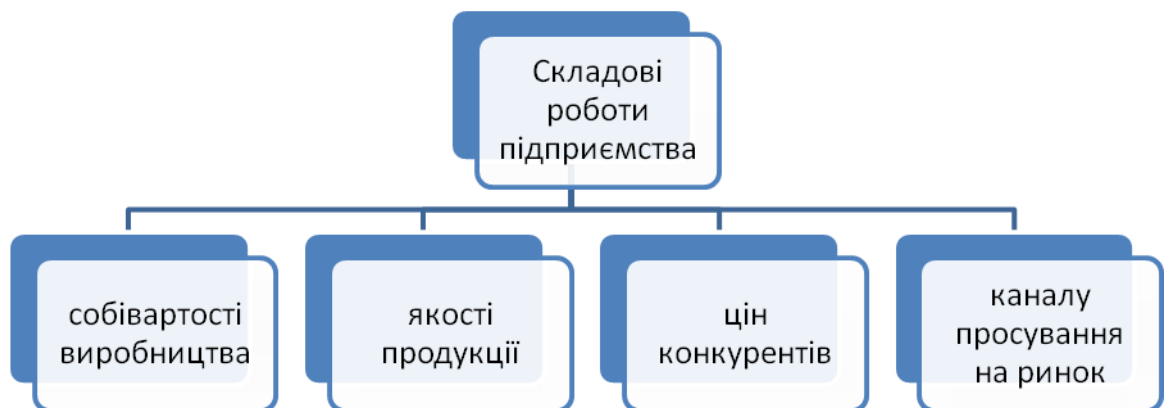 Складові
роботи
підприємства
собівартості
виробництва
якості
продукції
цін
конкурентів
каналу
просування
на ринок